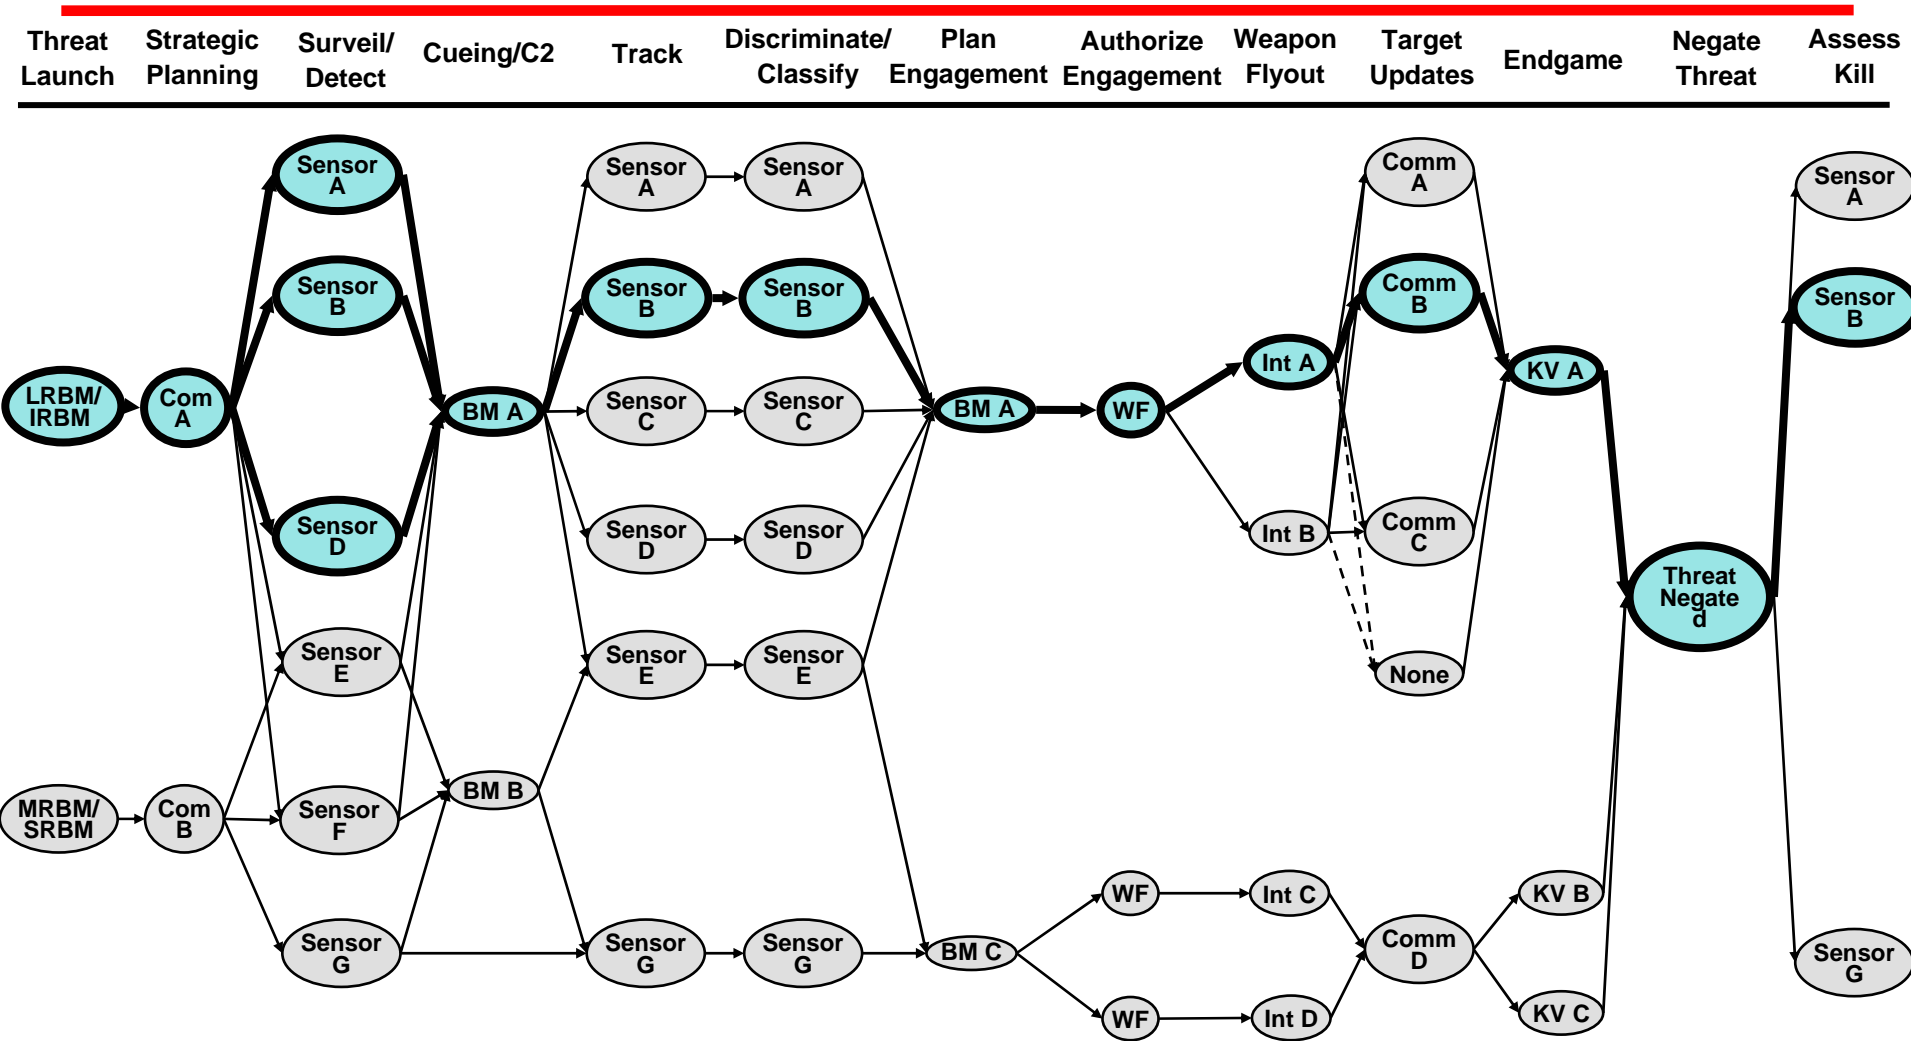 Threat
Launch
Strategic
Planning
Surveil/
Detect
Cueing/C2
Track
Discriminate/
Classify
Plan
Engagement
Authorize
Engagement
Weapon
Flyout
Target
Updates
Endgame
Negate
Threat
Assess
Kill
Sensor
A
Sensor
A
Sensor
A
Comm
A
Sensor
A
Sensor
B
Sensor
B
Sensor
B
Comm
B
Sensor
B
LRBM/
IRBM
Com
A
BM A
Sensor
C
Sensor
C
BM A
WF
Int A
KV A
Sensor
D
Sensor
D
Sensor
D
Int B
Comm
C
Threat
Negate
d
Sensor
E
Sensor
E
Sensor
E
None
MRBM/
SRBM
Com
B
Sensor
F
BM B
WF
Int C
KV B
Sensor
G
Sensor
G
Sensor
G
BM C
Comm
D
Sensor
G
WF
Int D
KV C